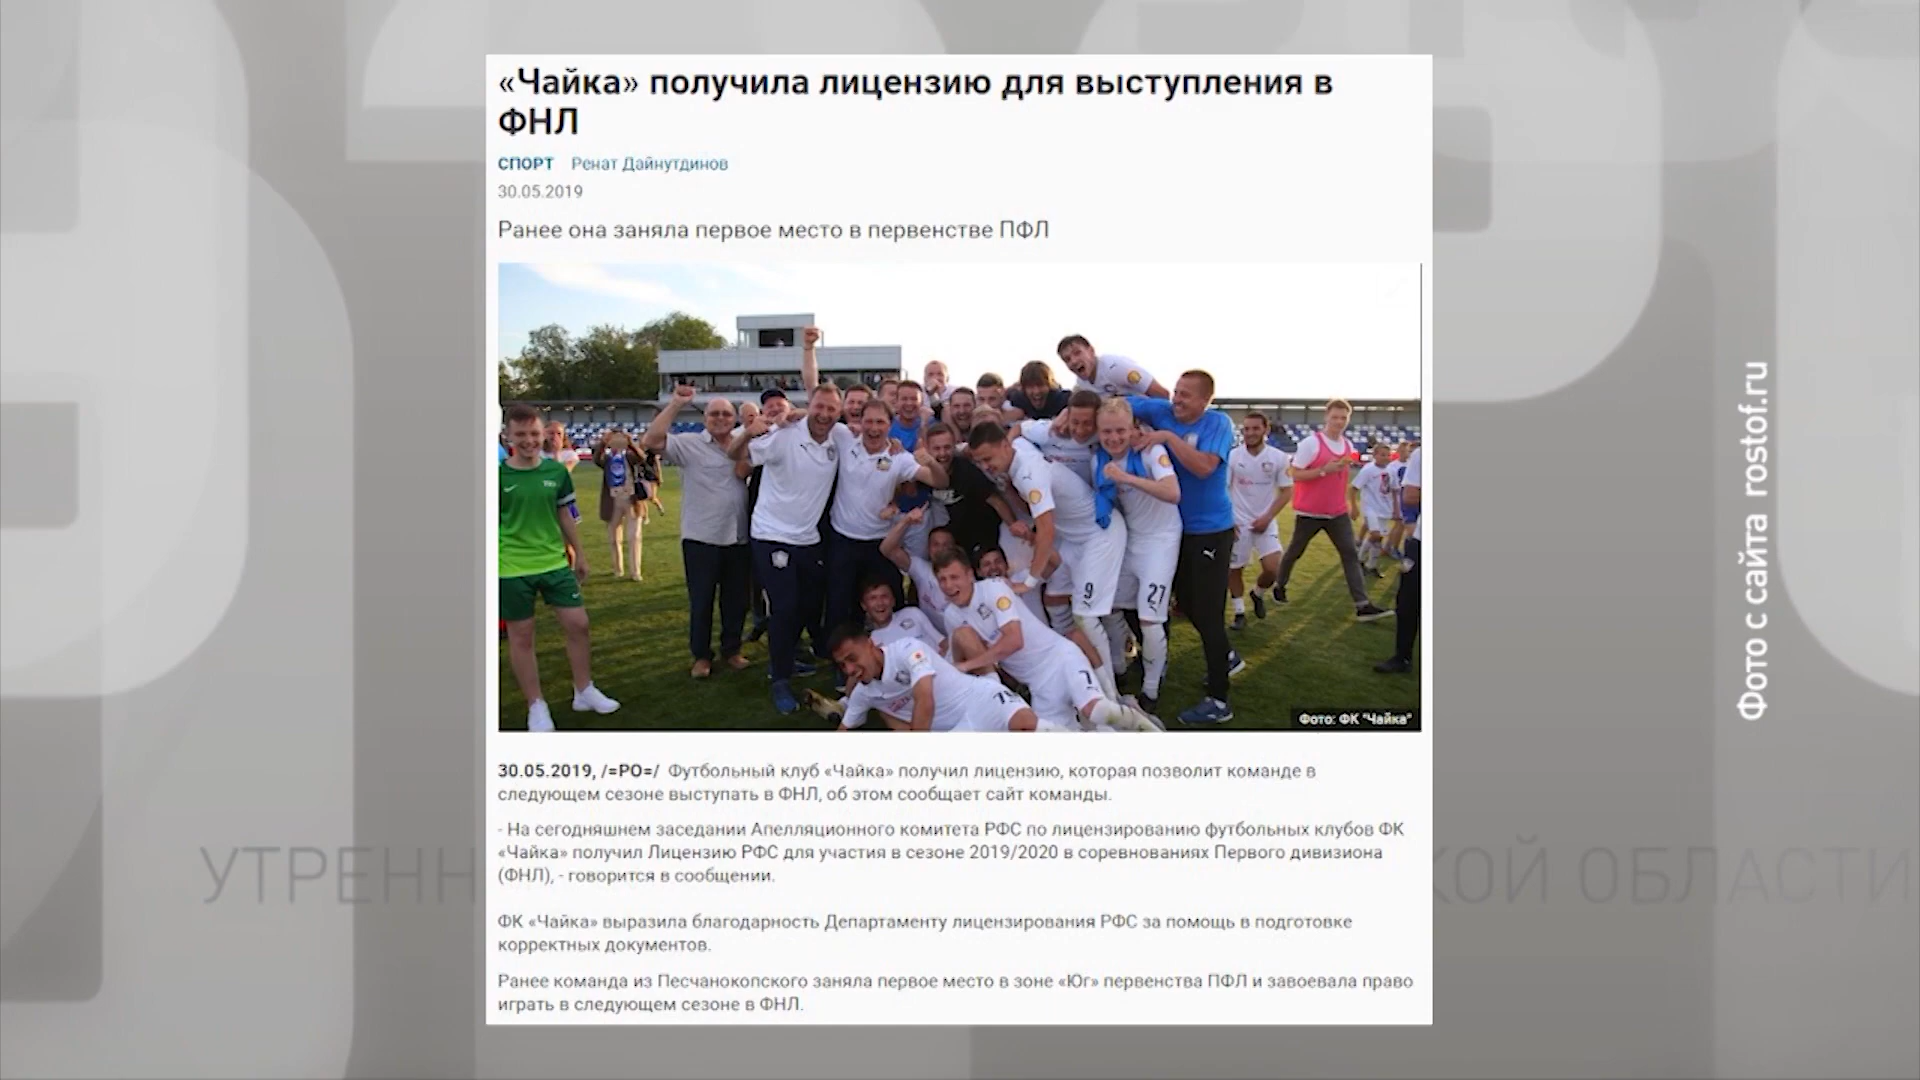 «Чайка» получила лицензию для выступления в
ФНЛ
СПОРТ Ренат Дайнутдинов
30.05.2019
Ранее она заняла первое место в первенстве ПФЛ
9
27
7
Фото: ФК "Чайка"
30.05.2019, /=РО=/ Футбольный клуб «Чайка» получил лицензию, которая позволит команде в
следующем сезоне выступать в ФНЛ, об этом сообщает сайт команды.
- На сегодняшнем заседании Апелляционного комитета РФС по лицензированию футбольных клубов ФК
«Чайка» получил Лицензию РФС для участия в сезоне 2019/2020 в соревнованиях Первого дивизиона
(ФНЛ), - говорится в сообщении.
ФК «Чайка» выразила благодарность Департаменту лицензирования РФС за помощь в подготовке
корректных документов.
Ранее команда из Песчанокопского заняла первое место в зоне «Юг» первенства ПФЛ и завоевала право
играть в следующем сезоне в ФНЛ.
Фото с сайта rostof.ru
УТРЕНН
КОЙ ОБЛАСТИ